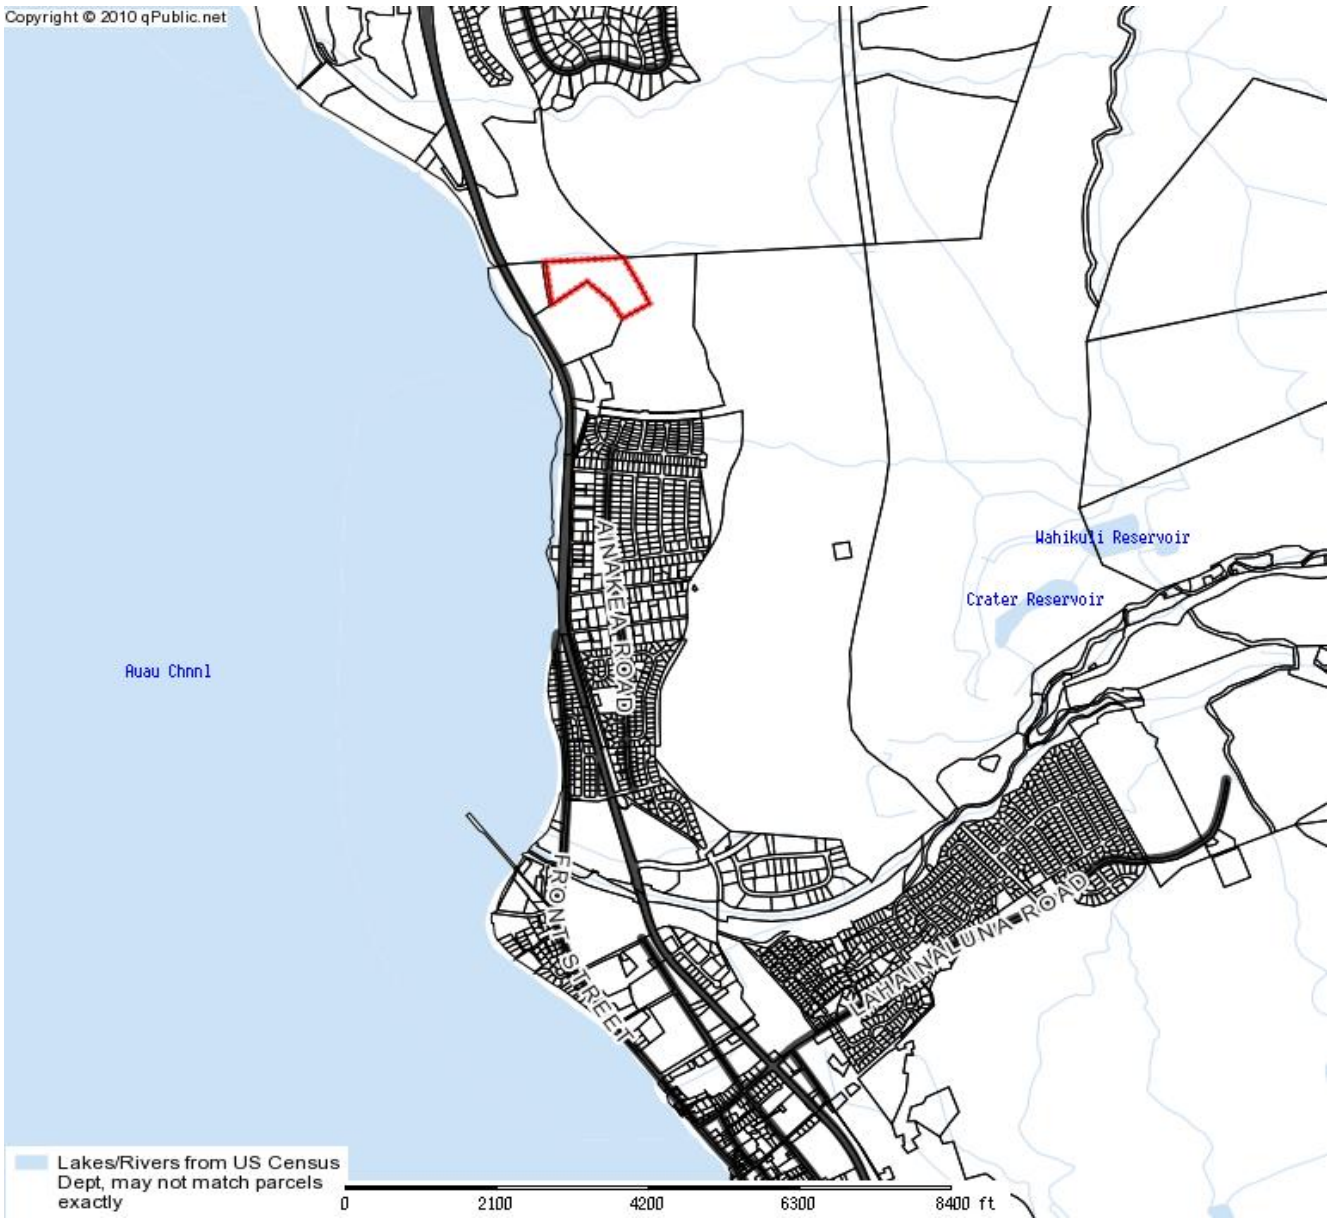 Copyright © 2010 qPublic.net
Wahikuli Reservoir
AINAKEA ROAD
Crater Reservoir
Auau Chnnl
FRONT STREET
LAHAINALUNA ROAD
Lakes/Rivers from US Census
Dept, may not match parcels
exactly
0 2100 4200 6300 8400 ft